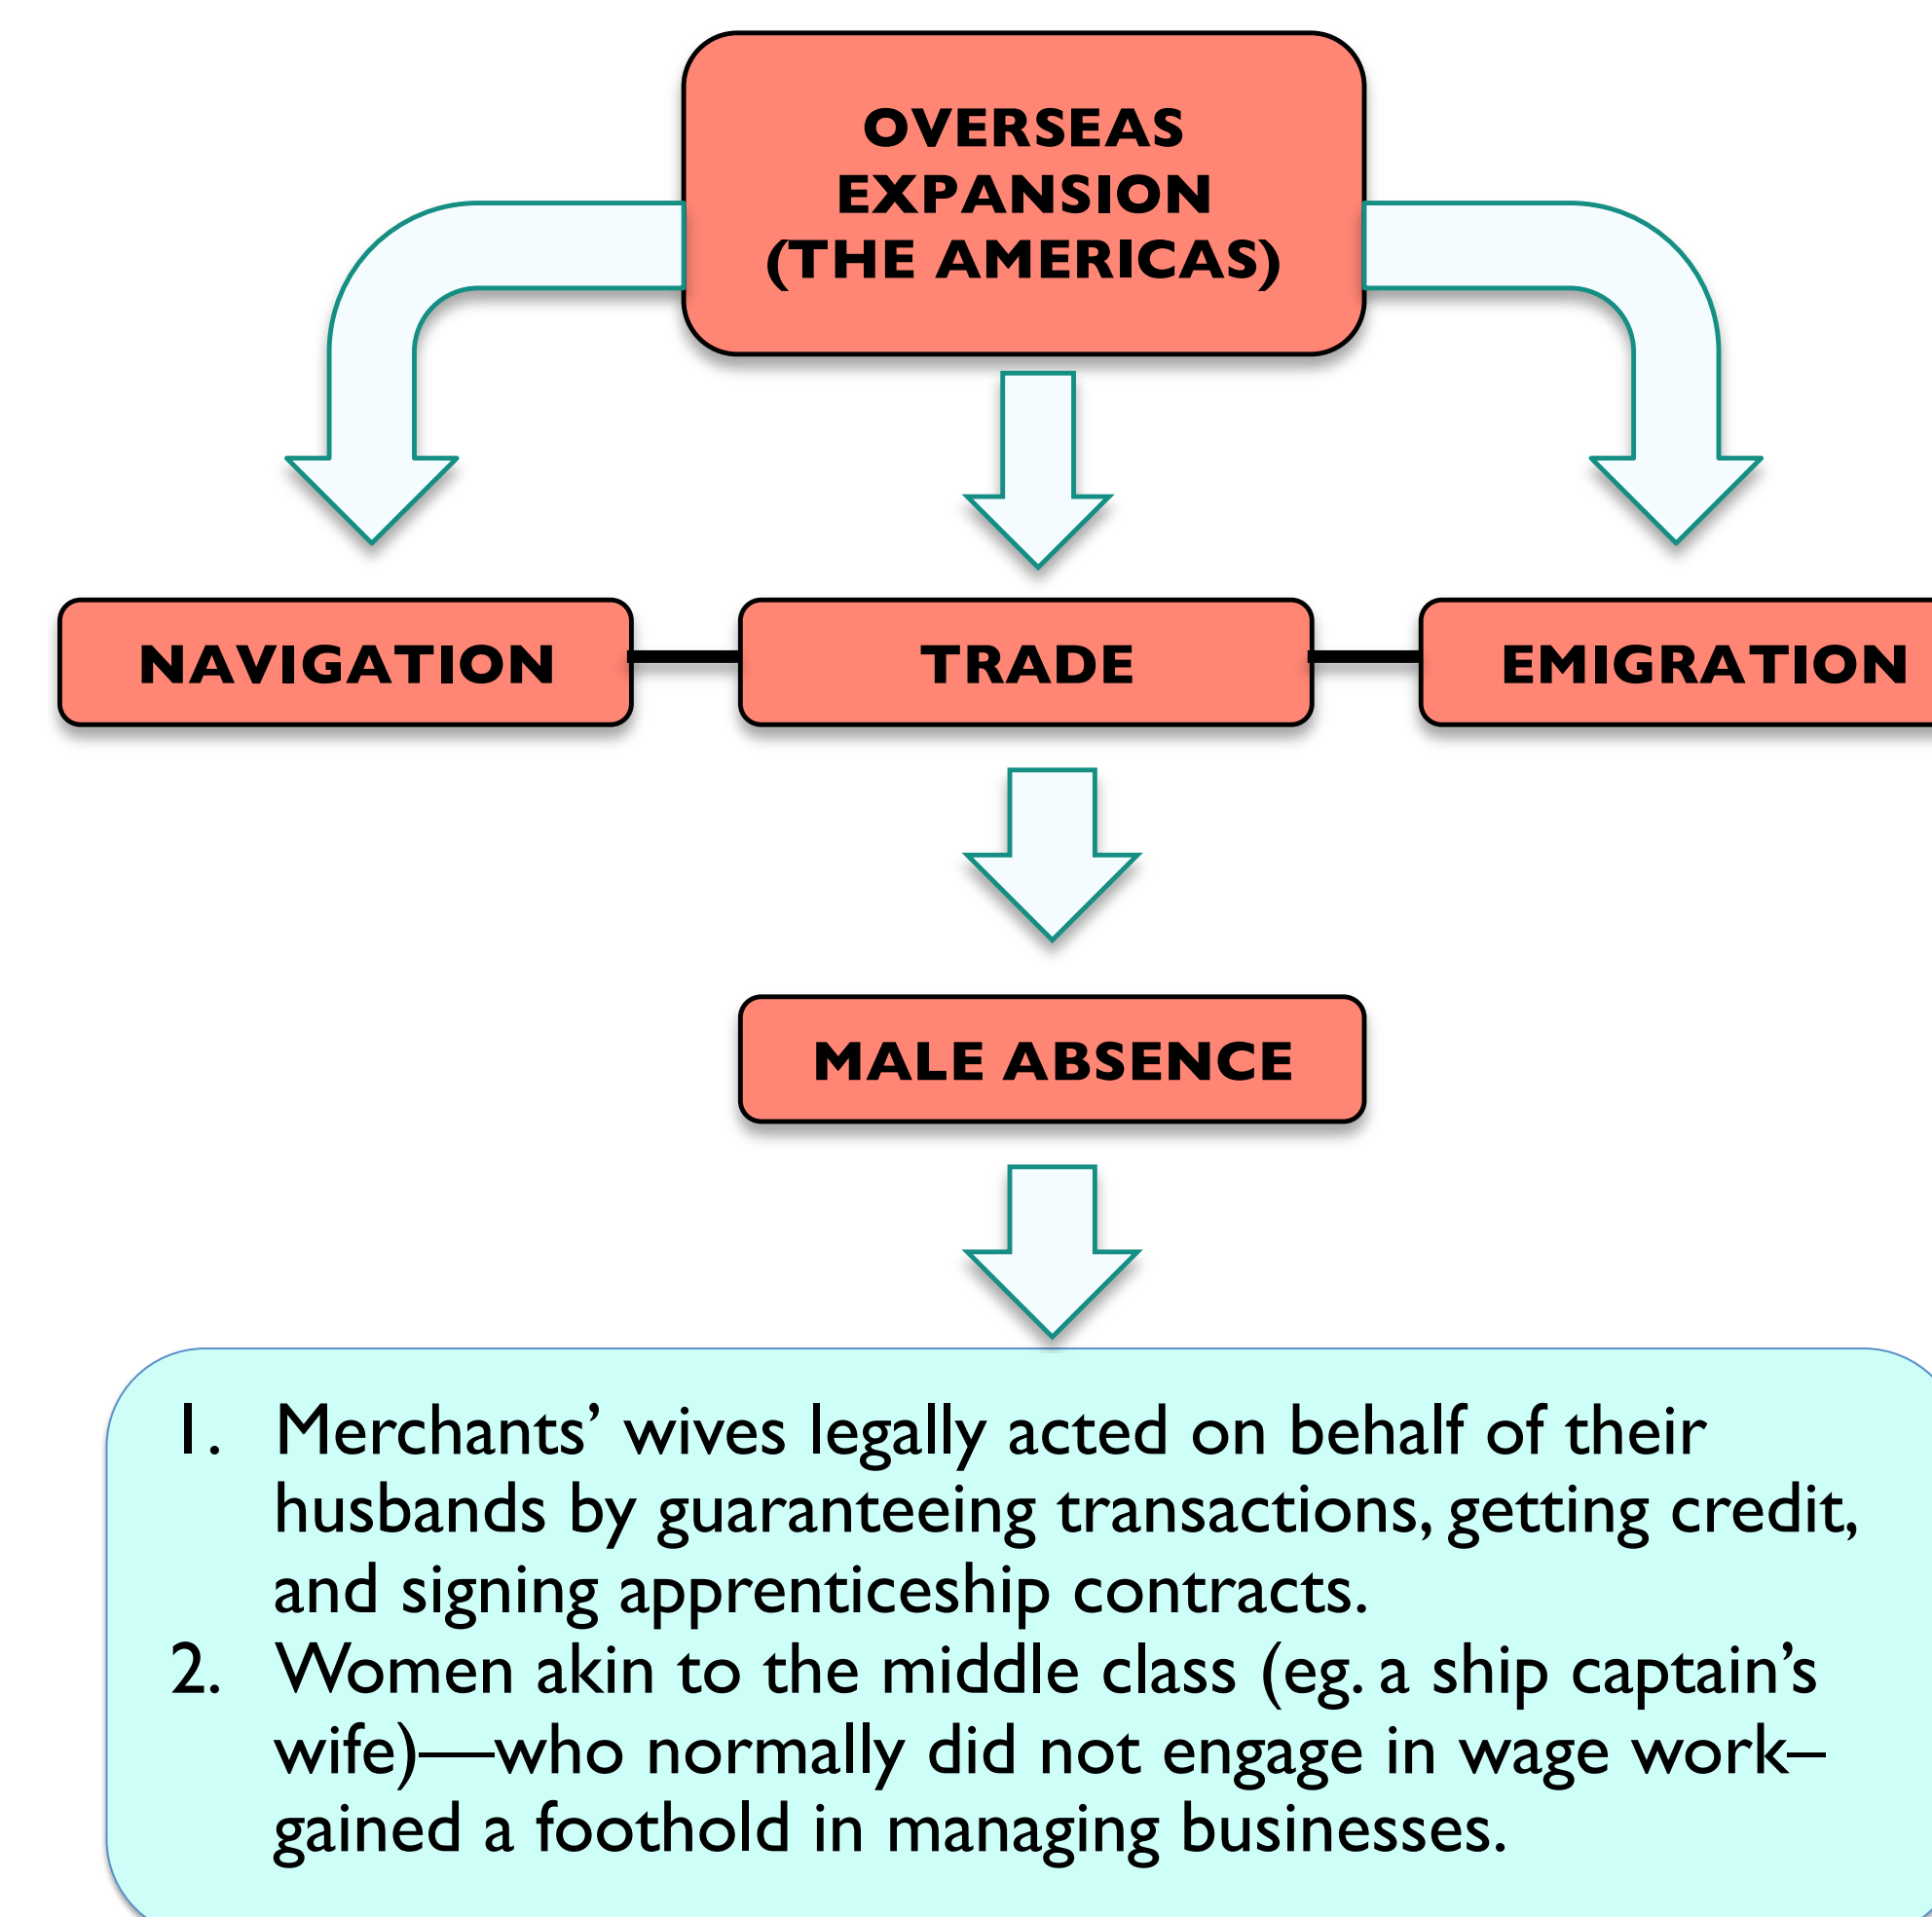 OVERSEAS
EXPANSION
(THE AMERICAS)
NAVIGATION
TRADE
EMIGRATION
MALE ABSENCE
1. Merchants’ wives legally acted on behalf of their
husbands by guaranteeing transactions, getting credit,
and signing apprenticeship contracts.
2. Women akin to the middle class (eg. a ship captain’s
wife)—who normally did not engage in wage work–
gained a foothold in managing businesses.